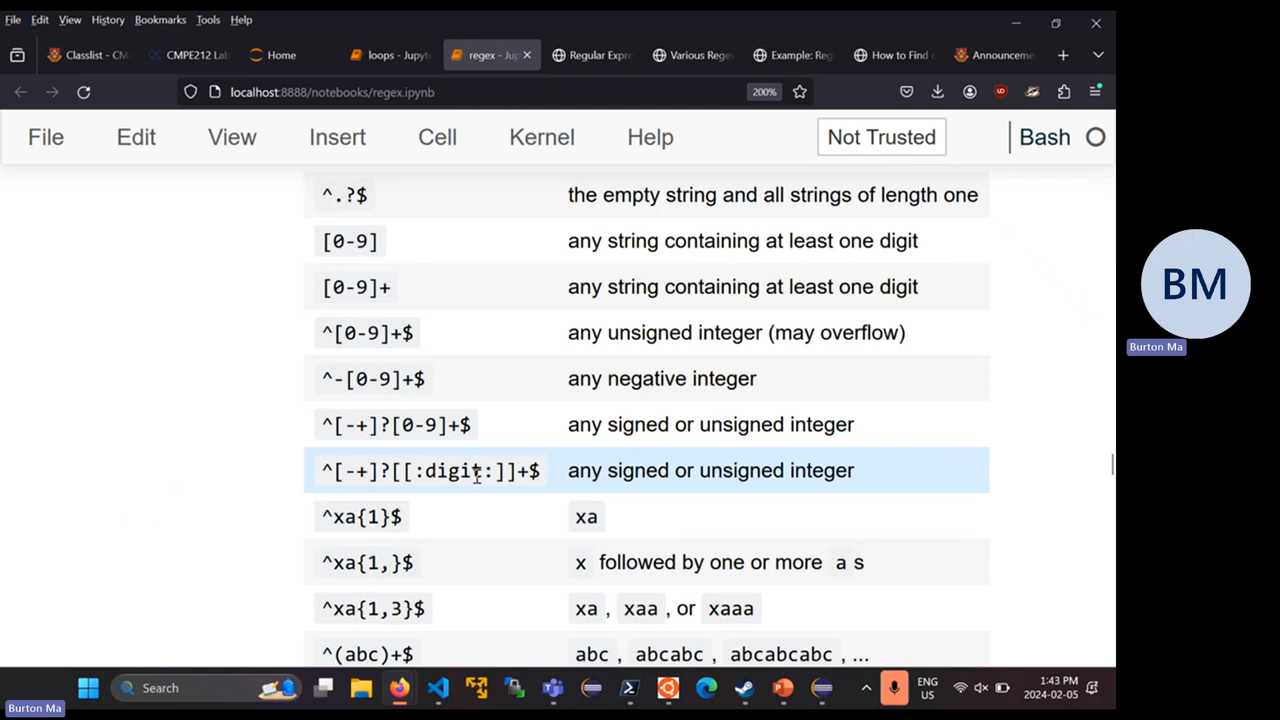 File Edit View History Bookmarks Tools Help
Classlist - CM CMPE212 Lab Home loops - Jupyt regex - Jup Regular Expre Various Rege Example: Reg How to Find Announceme
localhost:8888/notebooks/regex.ipynb 200%
File Edit View Insert Cell Kernel Help Not Trusted Bash
^.?$ the empty string and all strings of length one
[0-9] any string containing at least one digit
[0-9]+ any string containing at least one digit
^[0-9]+$ any unsigned integer (may overflow)
^-[0-9]+$ any negative integer
^[-+]?[0-9]+$ any signed or unsigned integer
^[-+]?[[:digit:]]+$ any signed or unsigned integer
^xa{1}$ xa
^xa{1,}$ x followed by one or more a s
^xa{1,3}$ xa , xaa , or xaaa
^(abc)+$ abc , abcabc , abcabcabc , ...
BM
Burton Ma
Search ENG US 1:43 PM 2024-02-05
Burton Ma